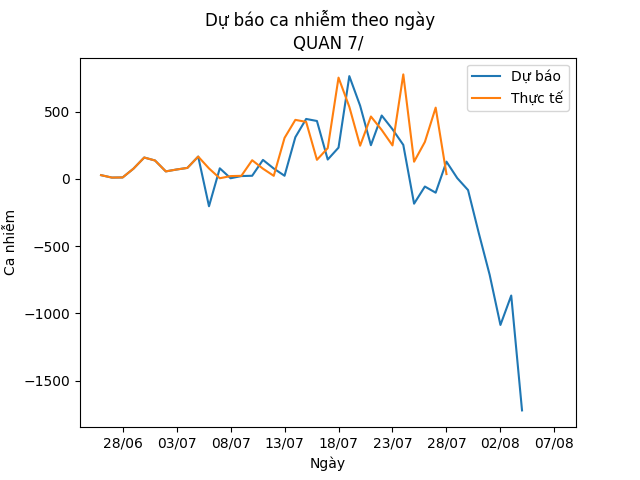 Dự báo ca nhiễm theo ngày
QUAN 7/
Dự báo
Thực tế
500
0
−500
−1000
−1500
Ca nhiễm
28/06 03/07 08/07 13/07 18/07 23/07 28/07 02/08 07/08
Ngày